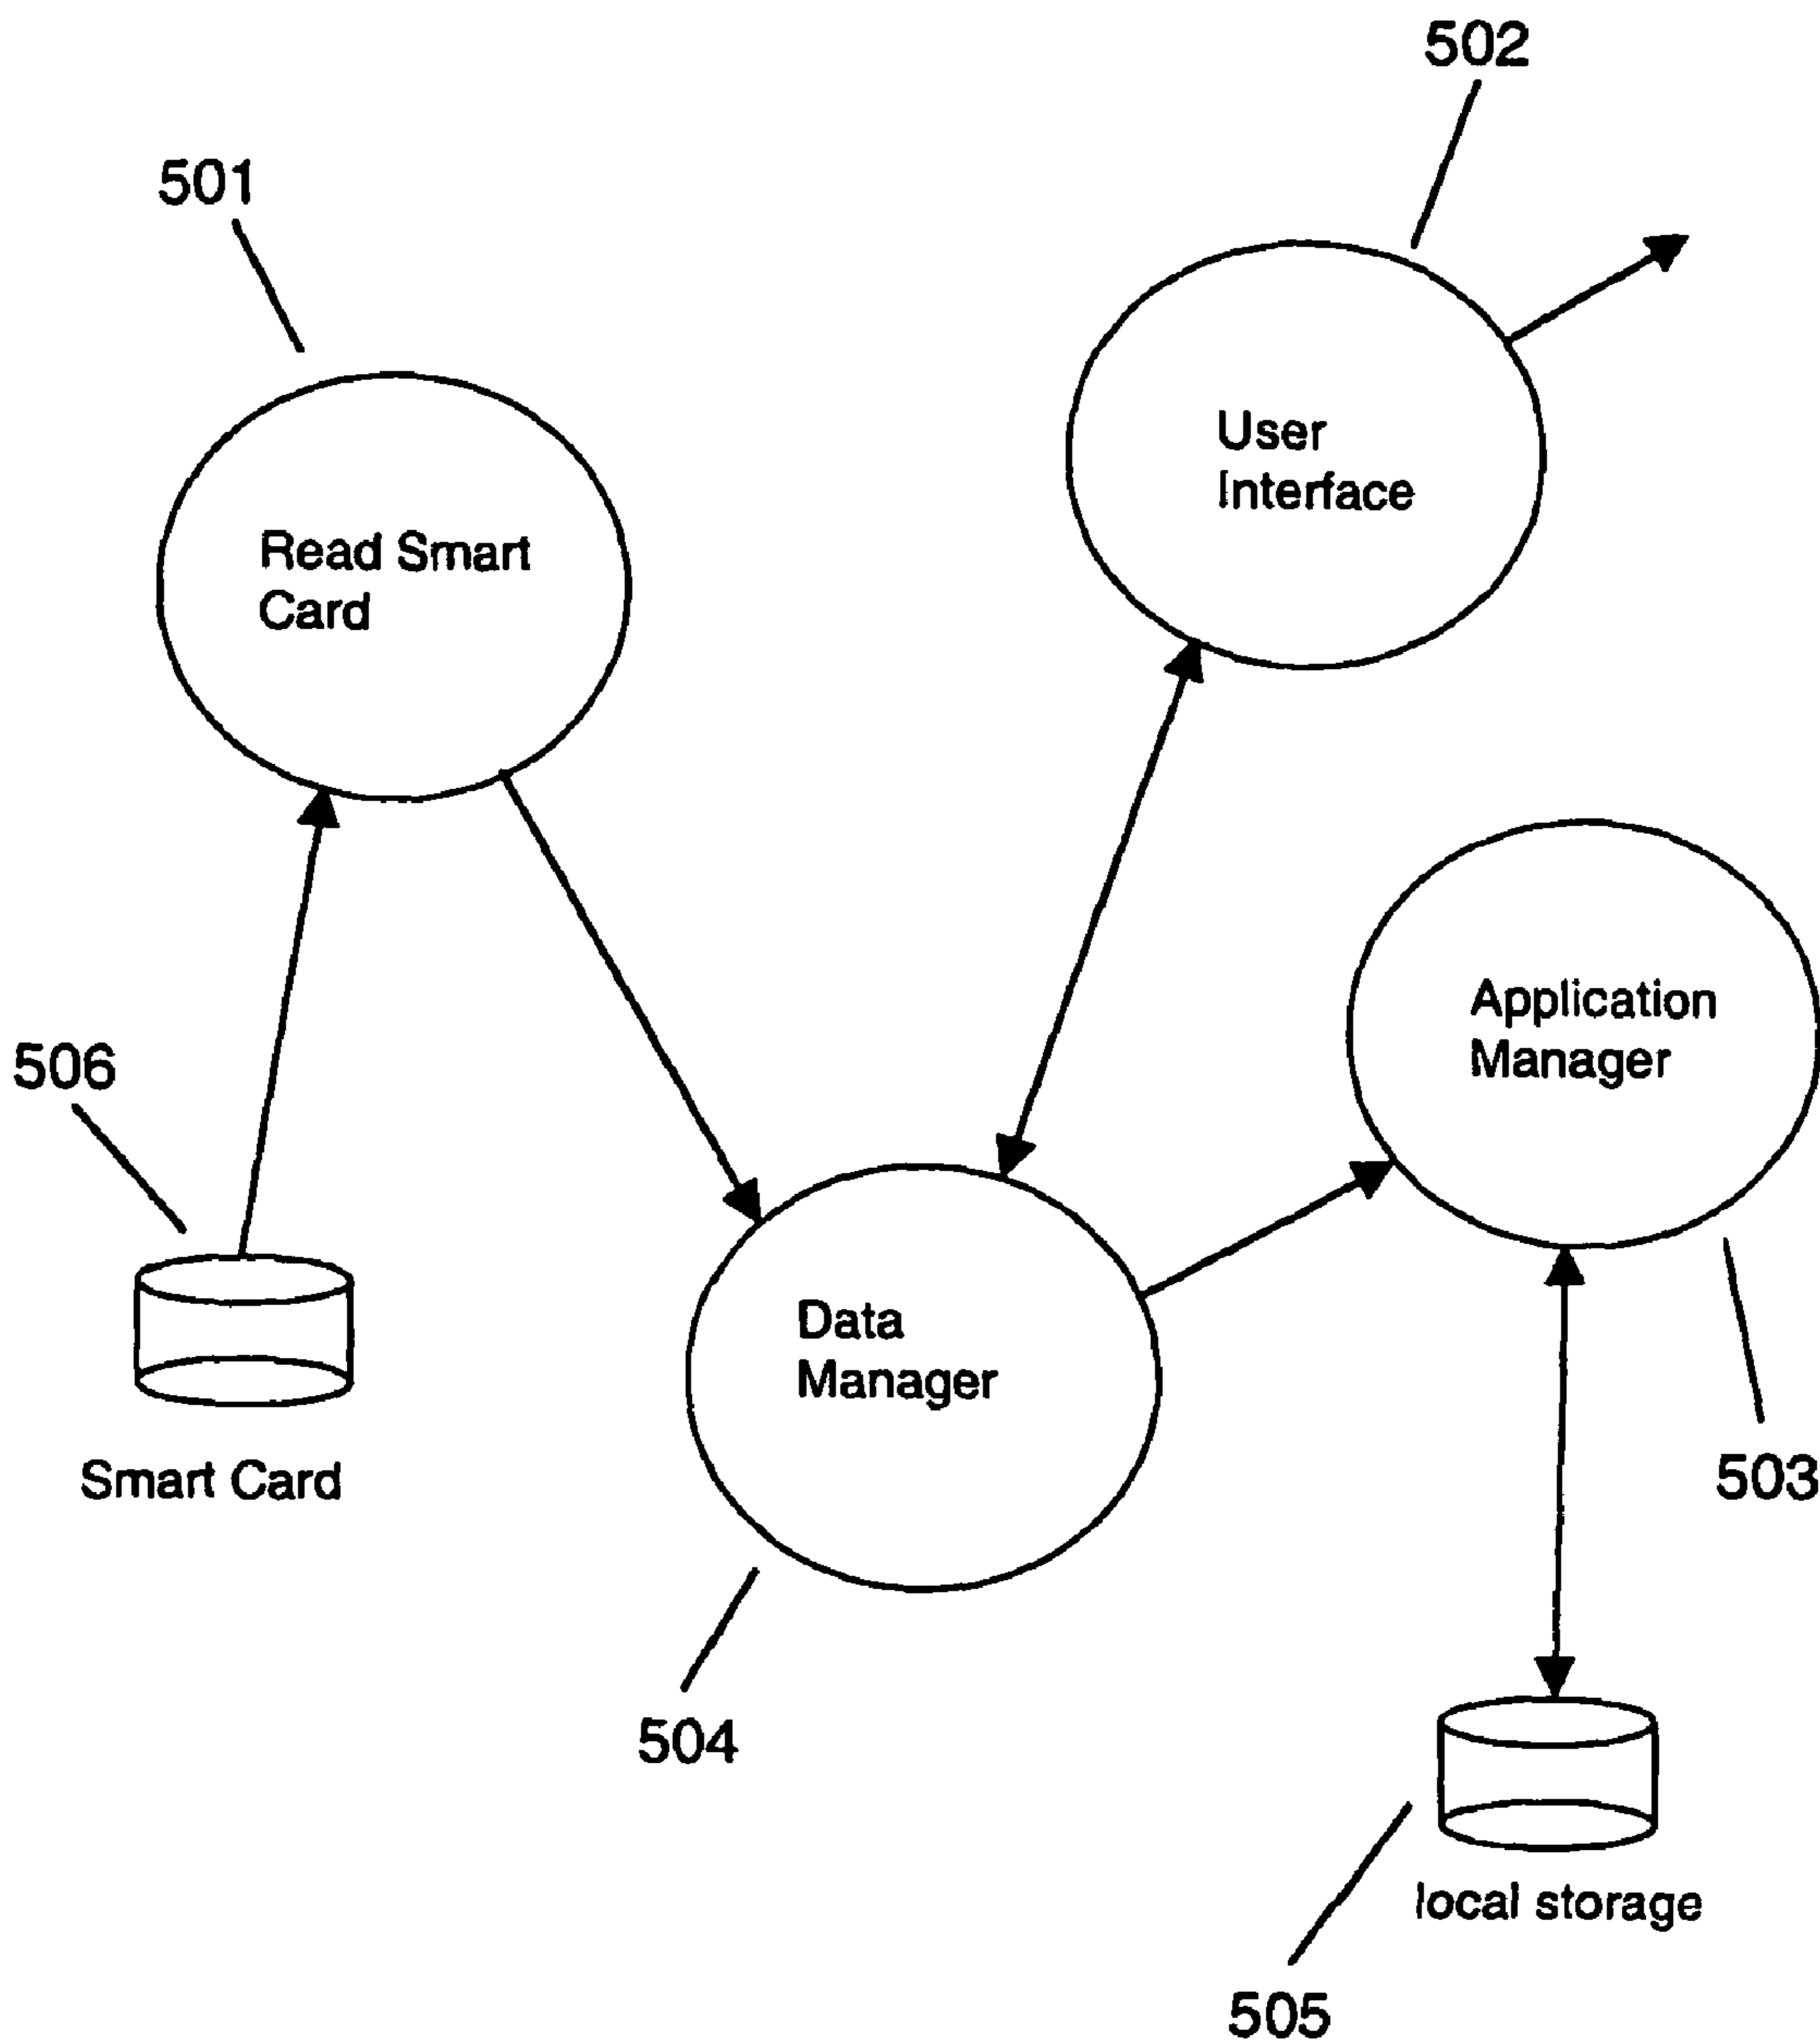 502
501
User
Interface
Read Smart
Card
Application
Manager
506
Data
Manager
Smart Card
503
504
local storage
505